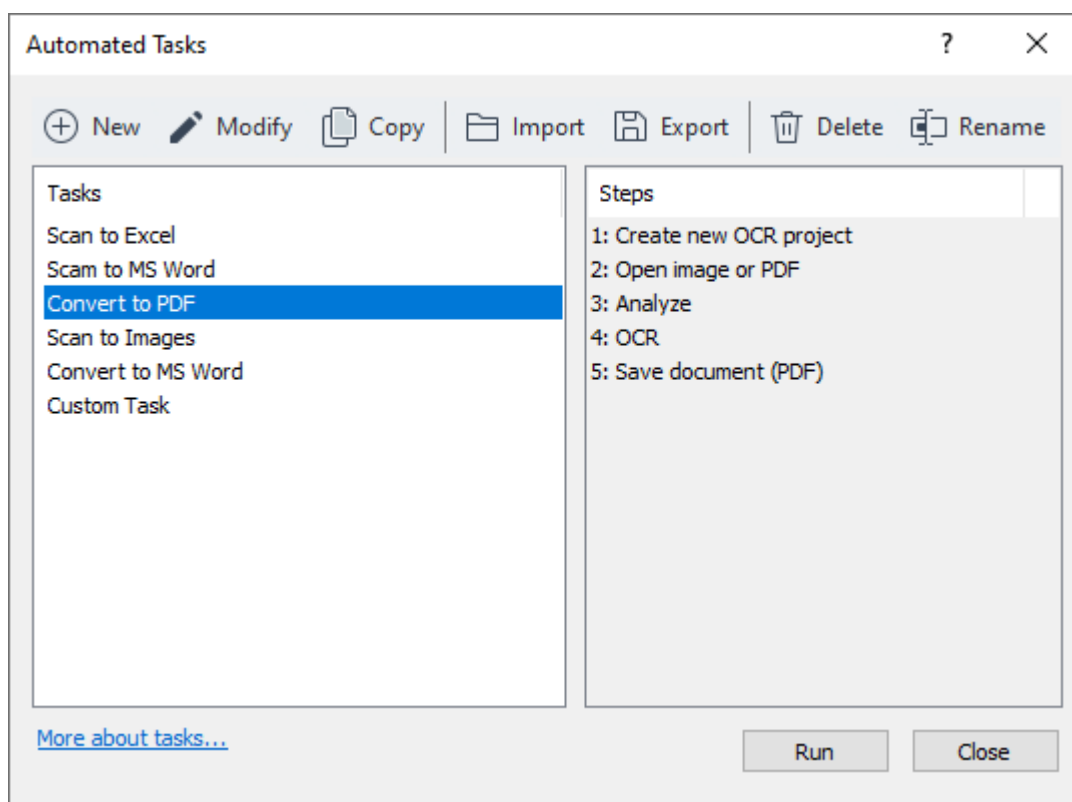 Automated Tasks ?
New Modify Copy Import Export Delete Rename
Tasks
Scan to Excel
Scam to MS Word
Convert to PDF
Scan to Images
Convert to MS Word
Custom Task
Steps
1: Create new OCR project
2: Open image or PDF
3: Analyze
4: OCR
5: Save document (PDF)
More about tasks...
Run Close